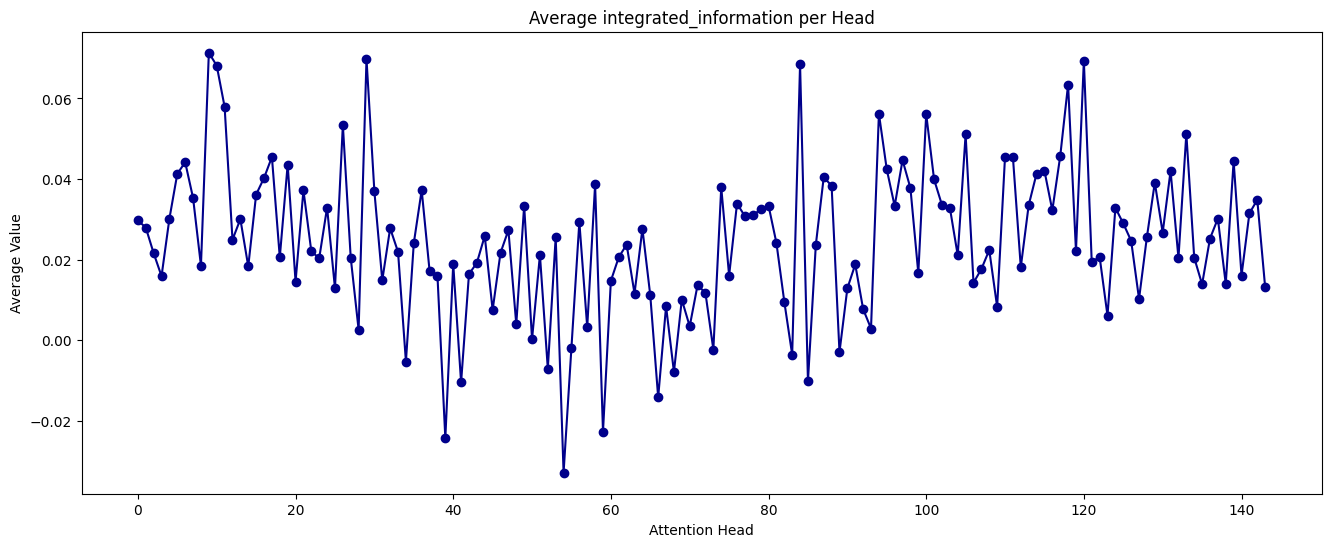 Average integrated_information per Head
Average Value
0.06
0.04
0.02
0.00
−0.02
0 20 40 60 80 100 120 140
Attention Head